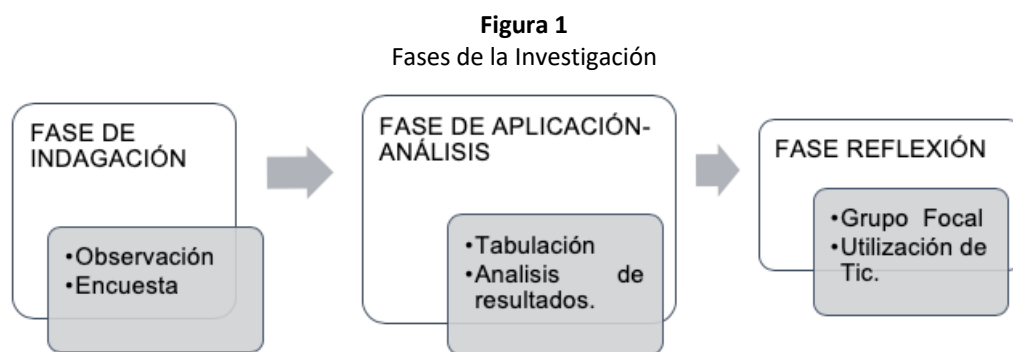 Figura 1
Fases de la Investigación
FASE DE
INDAGACIÓN
•Observación
•Encuesta
FASE DE APLICACIÓN-
ANÁLISIS
•Tabulación
•Analisis de
resultados.
FASE REFLEXIÓN
•Grupo Focal
•Utilización de
Tic.